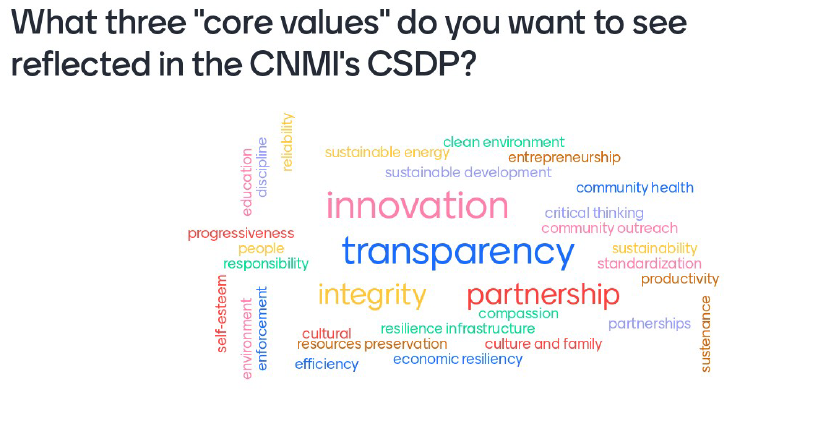 What three "core values" do you want to see
reflected in the CNMI's CSDP?
reliability
clean environment
sustainable energy
entrepreneurship
education
discipline
sustainable development
community health
innovation
critical thinking
community outreach
progressiveness
transparency
people
sustainability
responsibility
standardization
productivity
self-esteem
environment
enforcement
integrity
partnership
compassion
partnerships
sustenance
cultural
resilience infrastructure
resources preservation
culture and family
efficiency
economic resiliency